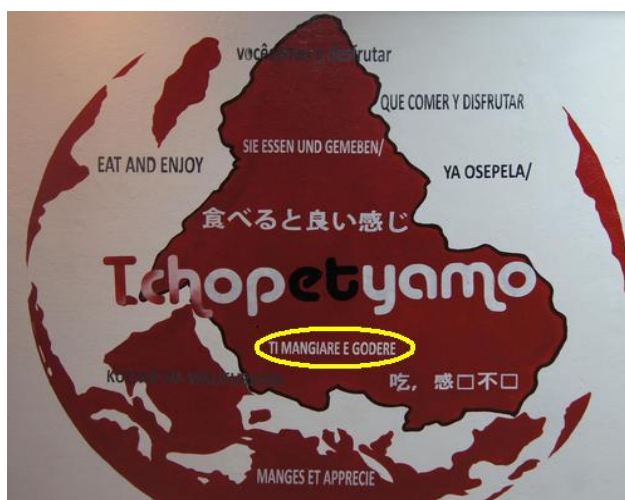 você e desfrutar
QUE COMER Y DISFRUTAR
SIE ESSEN UND GEMEBEN/
EAT AND ENJOY
YA OSEPELA/
食べると良い感じ
Tchopetyamo
TI MANGIARE E GODERE
吃, 感□不□
MANGES ET APPRECIE